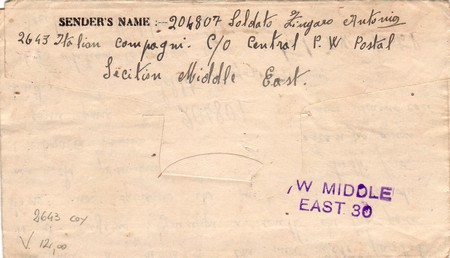 SENDER'S NAME :— 204807 Soldato Zingaro Antonio
2643 Italian Compagni. C/o Central P.W Postal
Secition Middle East.
/W MIDDLE
EAST 30
2643 coy
V. 12,00